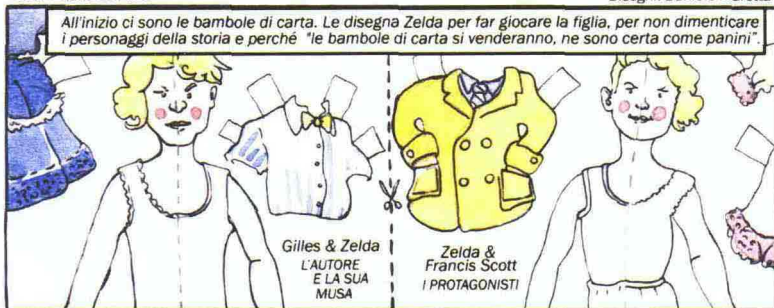 All'inizio ci sono le bambole di carta. Le disegna Zelda per far giocare la figlia, per non dimenticare
i personaggi della storia e perché "le bambole di carta si venderanno, ne sono certa come panini".
Gilles & Zelda
L'AUTORE
E LA SUA
MUSA
Zelda &
Francis Scott
I PROTAGONISTI